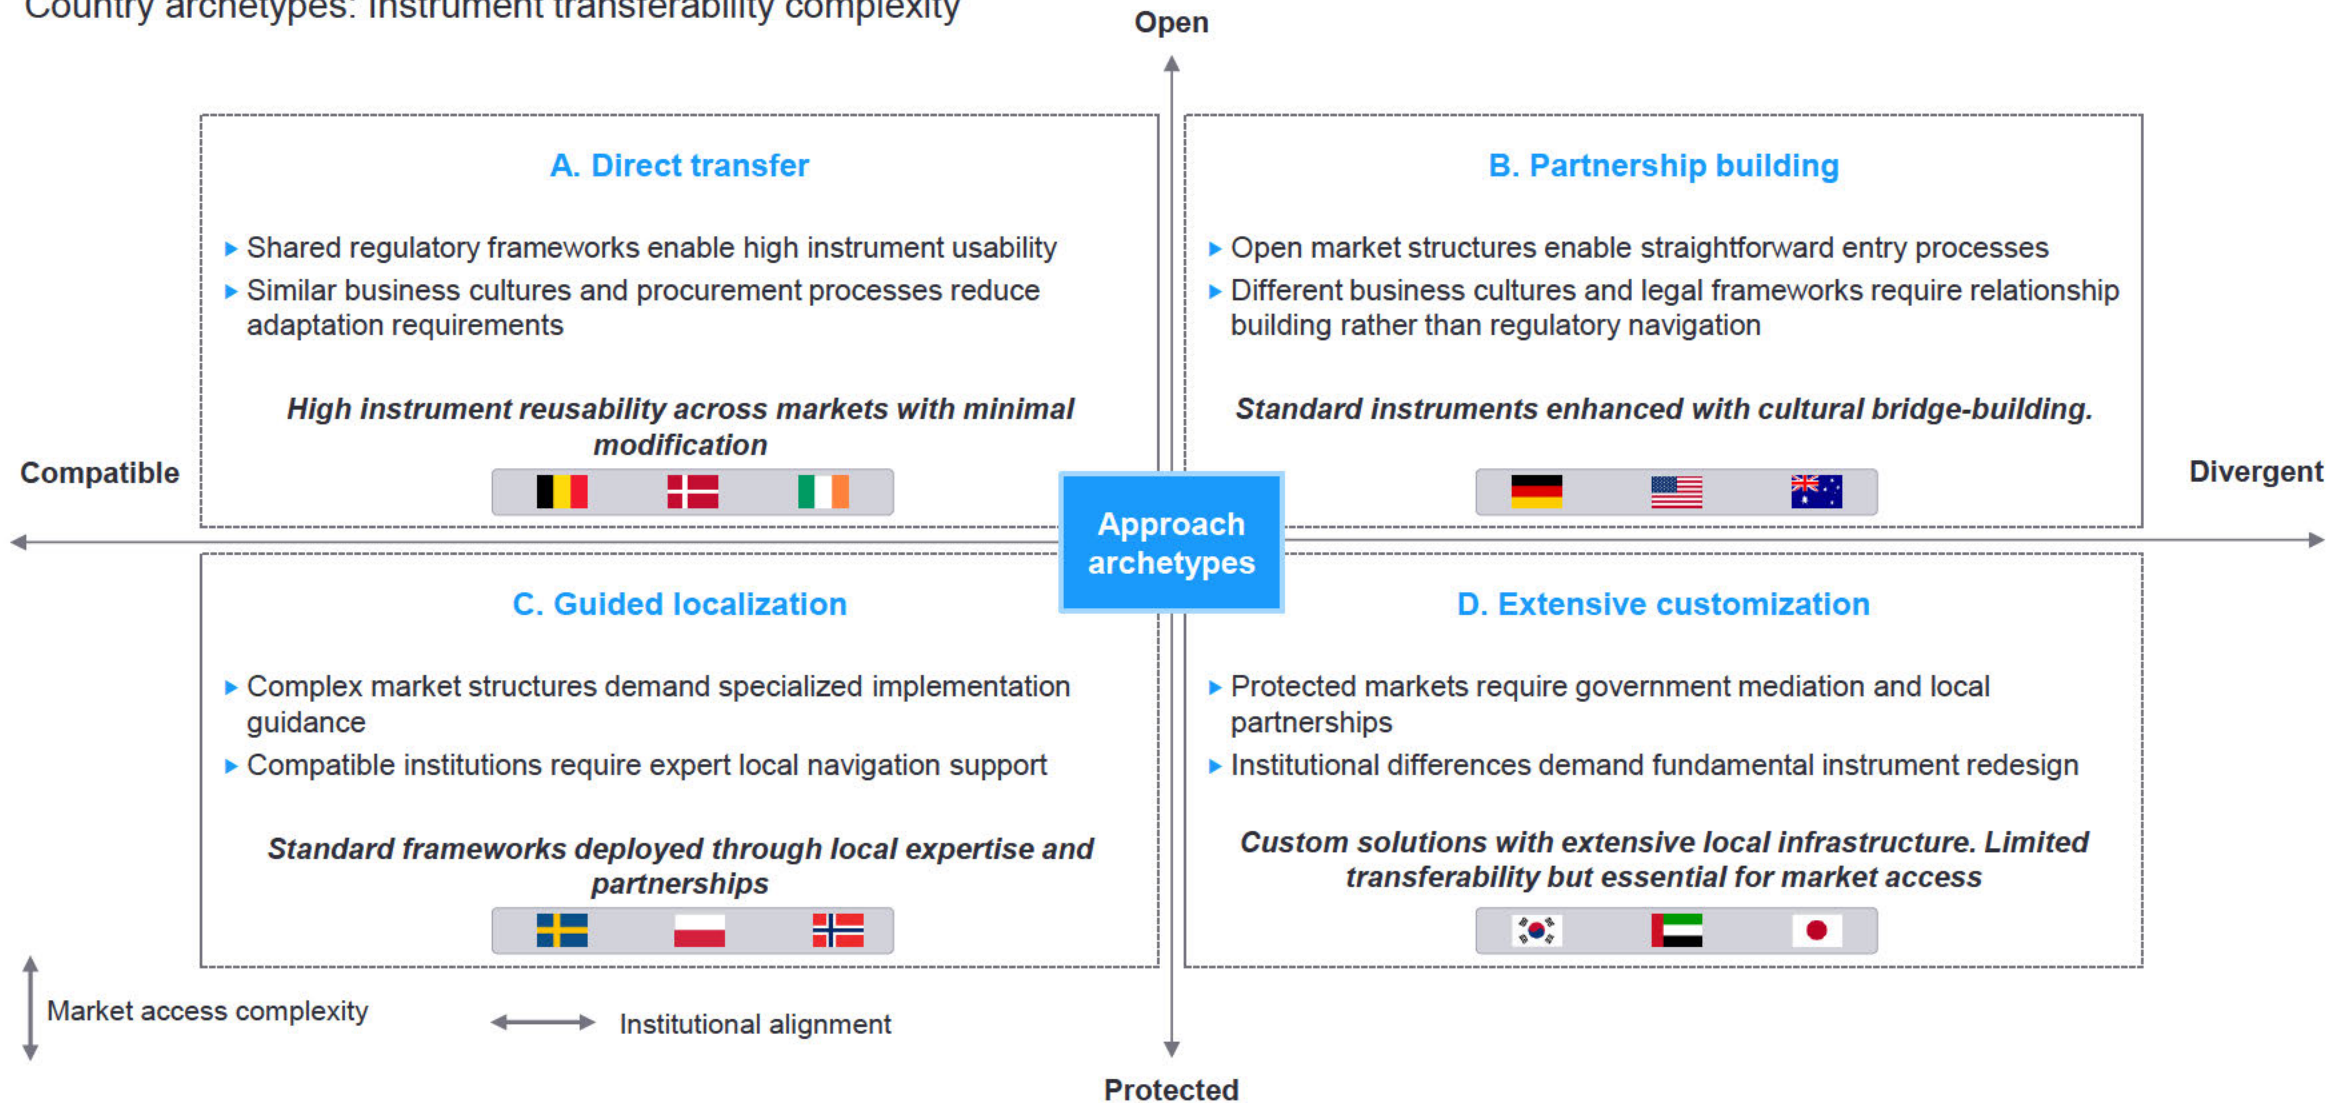 Country archetypes: Instrument transferability complexity
Open
A. Direct transfer
Shared regulatory frameworks enable high instrument usability
Similar business cultures and procurement processes reduce
adaptation requirements
High instrument reusability across markets with minimal
modification
B. Partnership building
Open market structures enable straightforward entry processes
Different business cultures and legal frameworks require relationship
building rather than regulatory navigation
Standard instruments enhanced with cultural bridge-building.
Compatible
Divergent
Approach
archetypes
C. Guided localization
Complex market structures demand specialized implementation
guidance
Compatible institutions require expert local navigation support
Standard frameworks deployed through local expertise and
partnerships
D. Extensive customization
Protected markets require government mediation and local
partnerships
Institutional differences demand fundamental instrument redesign
Custom solutions with extensive local infrastructure. Limited
transferability but essential for market access
Market access complexity
Institutional alignment
Protected